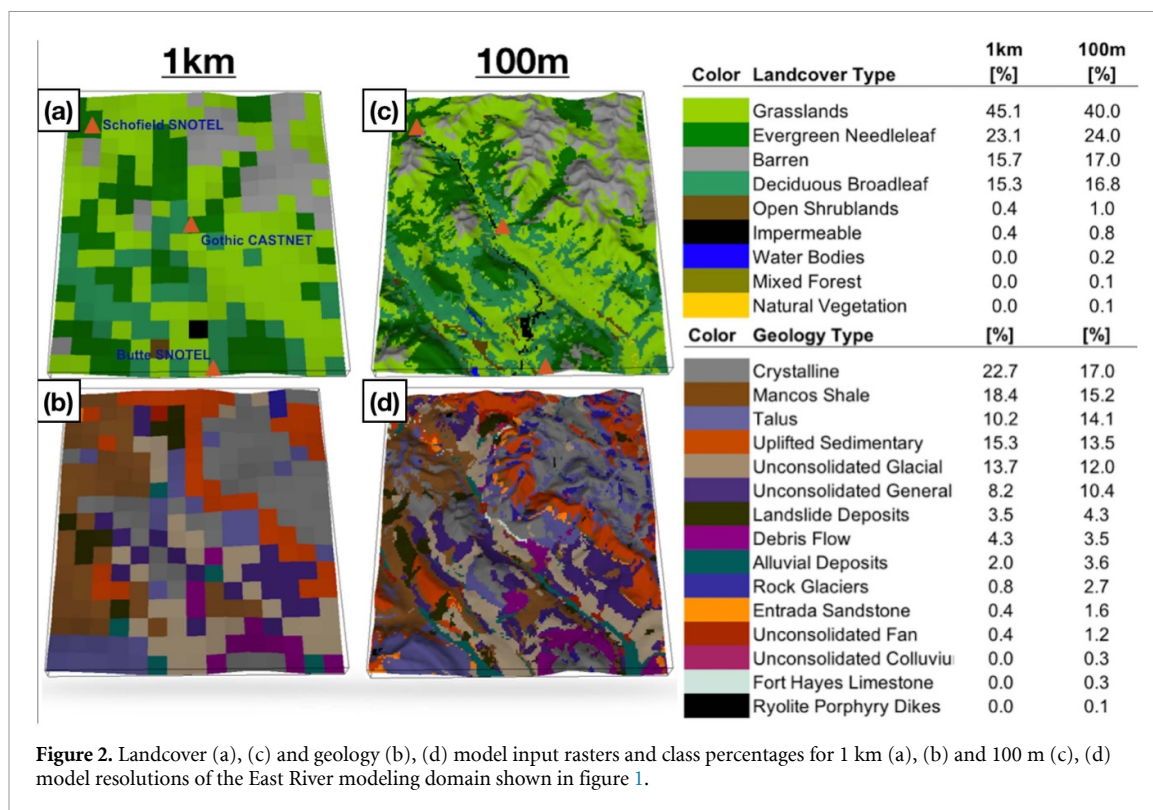 1km
100m
(a)
Schofield SNOTEL
Gothic CASTNET
Butte SNOTEL
(c)
(b)
(d)
1km 100m
Color Landcover Type [%] [%]
Grasslands 45.1 40.0
Evergreen Needleleaf 23.1 24.0
Barren 15.7 17.0
Deciduous Broadleaf 15.3 16.8
Open Shrublands 0.4 1.0
Impermeable 0.4 0.8
Water Bodies 0.0 0.2
Mixed Forest 0.0 0.1
Natural Vegetation 0.0 0.1
Color Geology Type [%] [%]
Crystalline 22.7 17.0
Mancos Shale 18.4 15.2
Talus 10.2 14.1
Uplifted Sedimentary 15.3 13.5
Unconsolidated Glacial 13.7 12.0
Unconsolidated General 8.2 10.4
Landslide Deposits 3.5 4.3
Debris Flow 4.3 3.5
Alluvial Deposits 2.0 3.6
Rock Glaciers 0.8 2.7
Entrada Sandstone 0.4 1.6
Unconsolidated Fan 0.4 1.2
Unconsolidated Colluviu 0.0 0.3
Fort Hayes Limestone 0.0 0.3
Ryolite Porphyry Dikes 0.0 0.1
Figure 2. Landcover (a), (c) and geology (b), (d) model input rasters and class percentages for 1 km (a), (b) and 100 m (c), (d)
model resolutions of the East River modeling domain shown in figure 1.